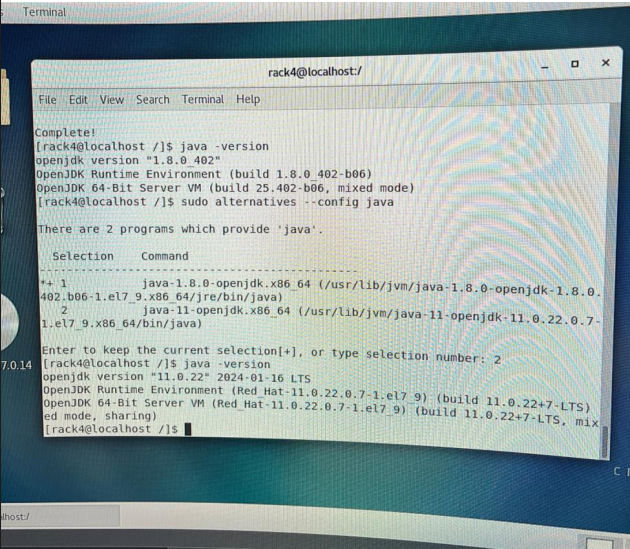 Terminal
rack4@localhost:/
File Edit View Search Terminal Help
Complete!
[rack4@localhost /]$ java -version
openjdk version "1.8.0_402"
OpenJDK Runtime Environment (build 1.8.0_402-b06)
OpenJDK 64-Bit Server VM (build 25.402-b06, mixed mode)
[rack4@localhost /]$ sudo alternatives --config java
There are 2 programs which provide 'java'.
Selection Command
-----------------------------------------------
*+ 1 java-1.8.0-openjdk.x86_64 (/usr/lib/jvm/java-1.8.0-openjdk-1.8.0.
402.b06-1.el7_9.x86_64/jre/bin/java)
2 java-11-openjdk.x86_64 (/usr/lib/jvm/java-11-openjdk-11.0.22.0.7-
1.el7_9.x86_64/bin/java)
Enter to keep the current selection[+], or type selection number: 2
[rack4@localhost /]$ java -version
openjdk version "11.0.22" 2024-01-16 LTS
OpenJDK Runtime Environment (Red_Hat-11.0.22.0.7-1.el7_9) (build 11.0.22+7-LTS)
OpenJDK 64-Bit Server VM (Red_Hat-11.0.22.0.7-1.el7_9) (build 11.0.22+7-LTS, mix
ed mode, sharing)
[rack4@localhost /]$
7.0.14
C
lhost:/